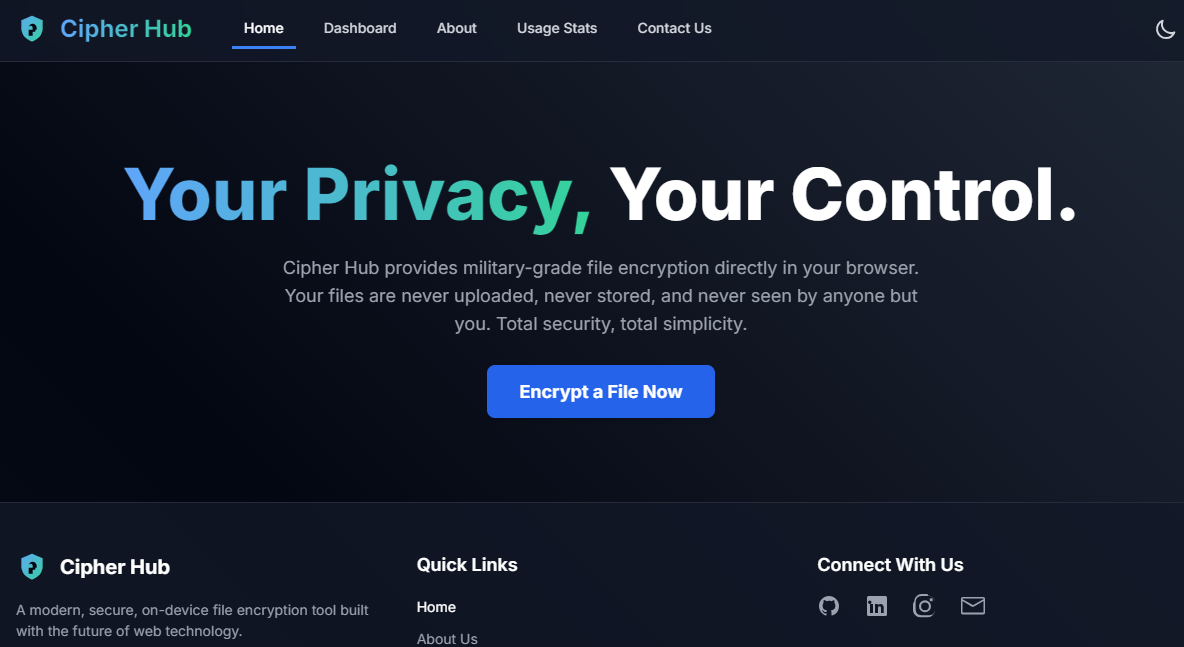 Cipher Hub
Home
Dashboard
About
Usage Stats
Contact Us
Your Privacy, Your Control.
Cipher Hub provides military-grade file encryption directly in your browser.
Your files are never uploaded, never stored, and never seen by anyone but
you. Total security, total simplicity.
Encrypt a File Now
Cipher Hub
A modern, secure, on-device file encryption tool built
with the future of web technology.
Quick Links
Home
About Us
Connect With Us